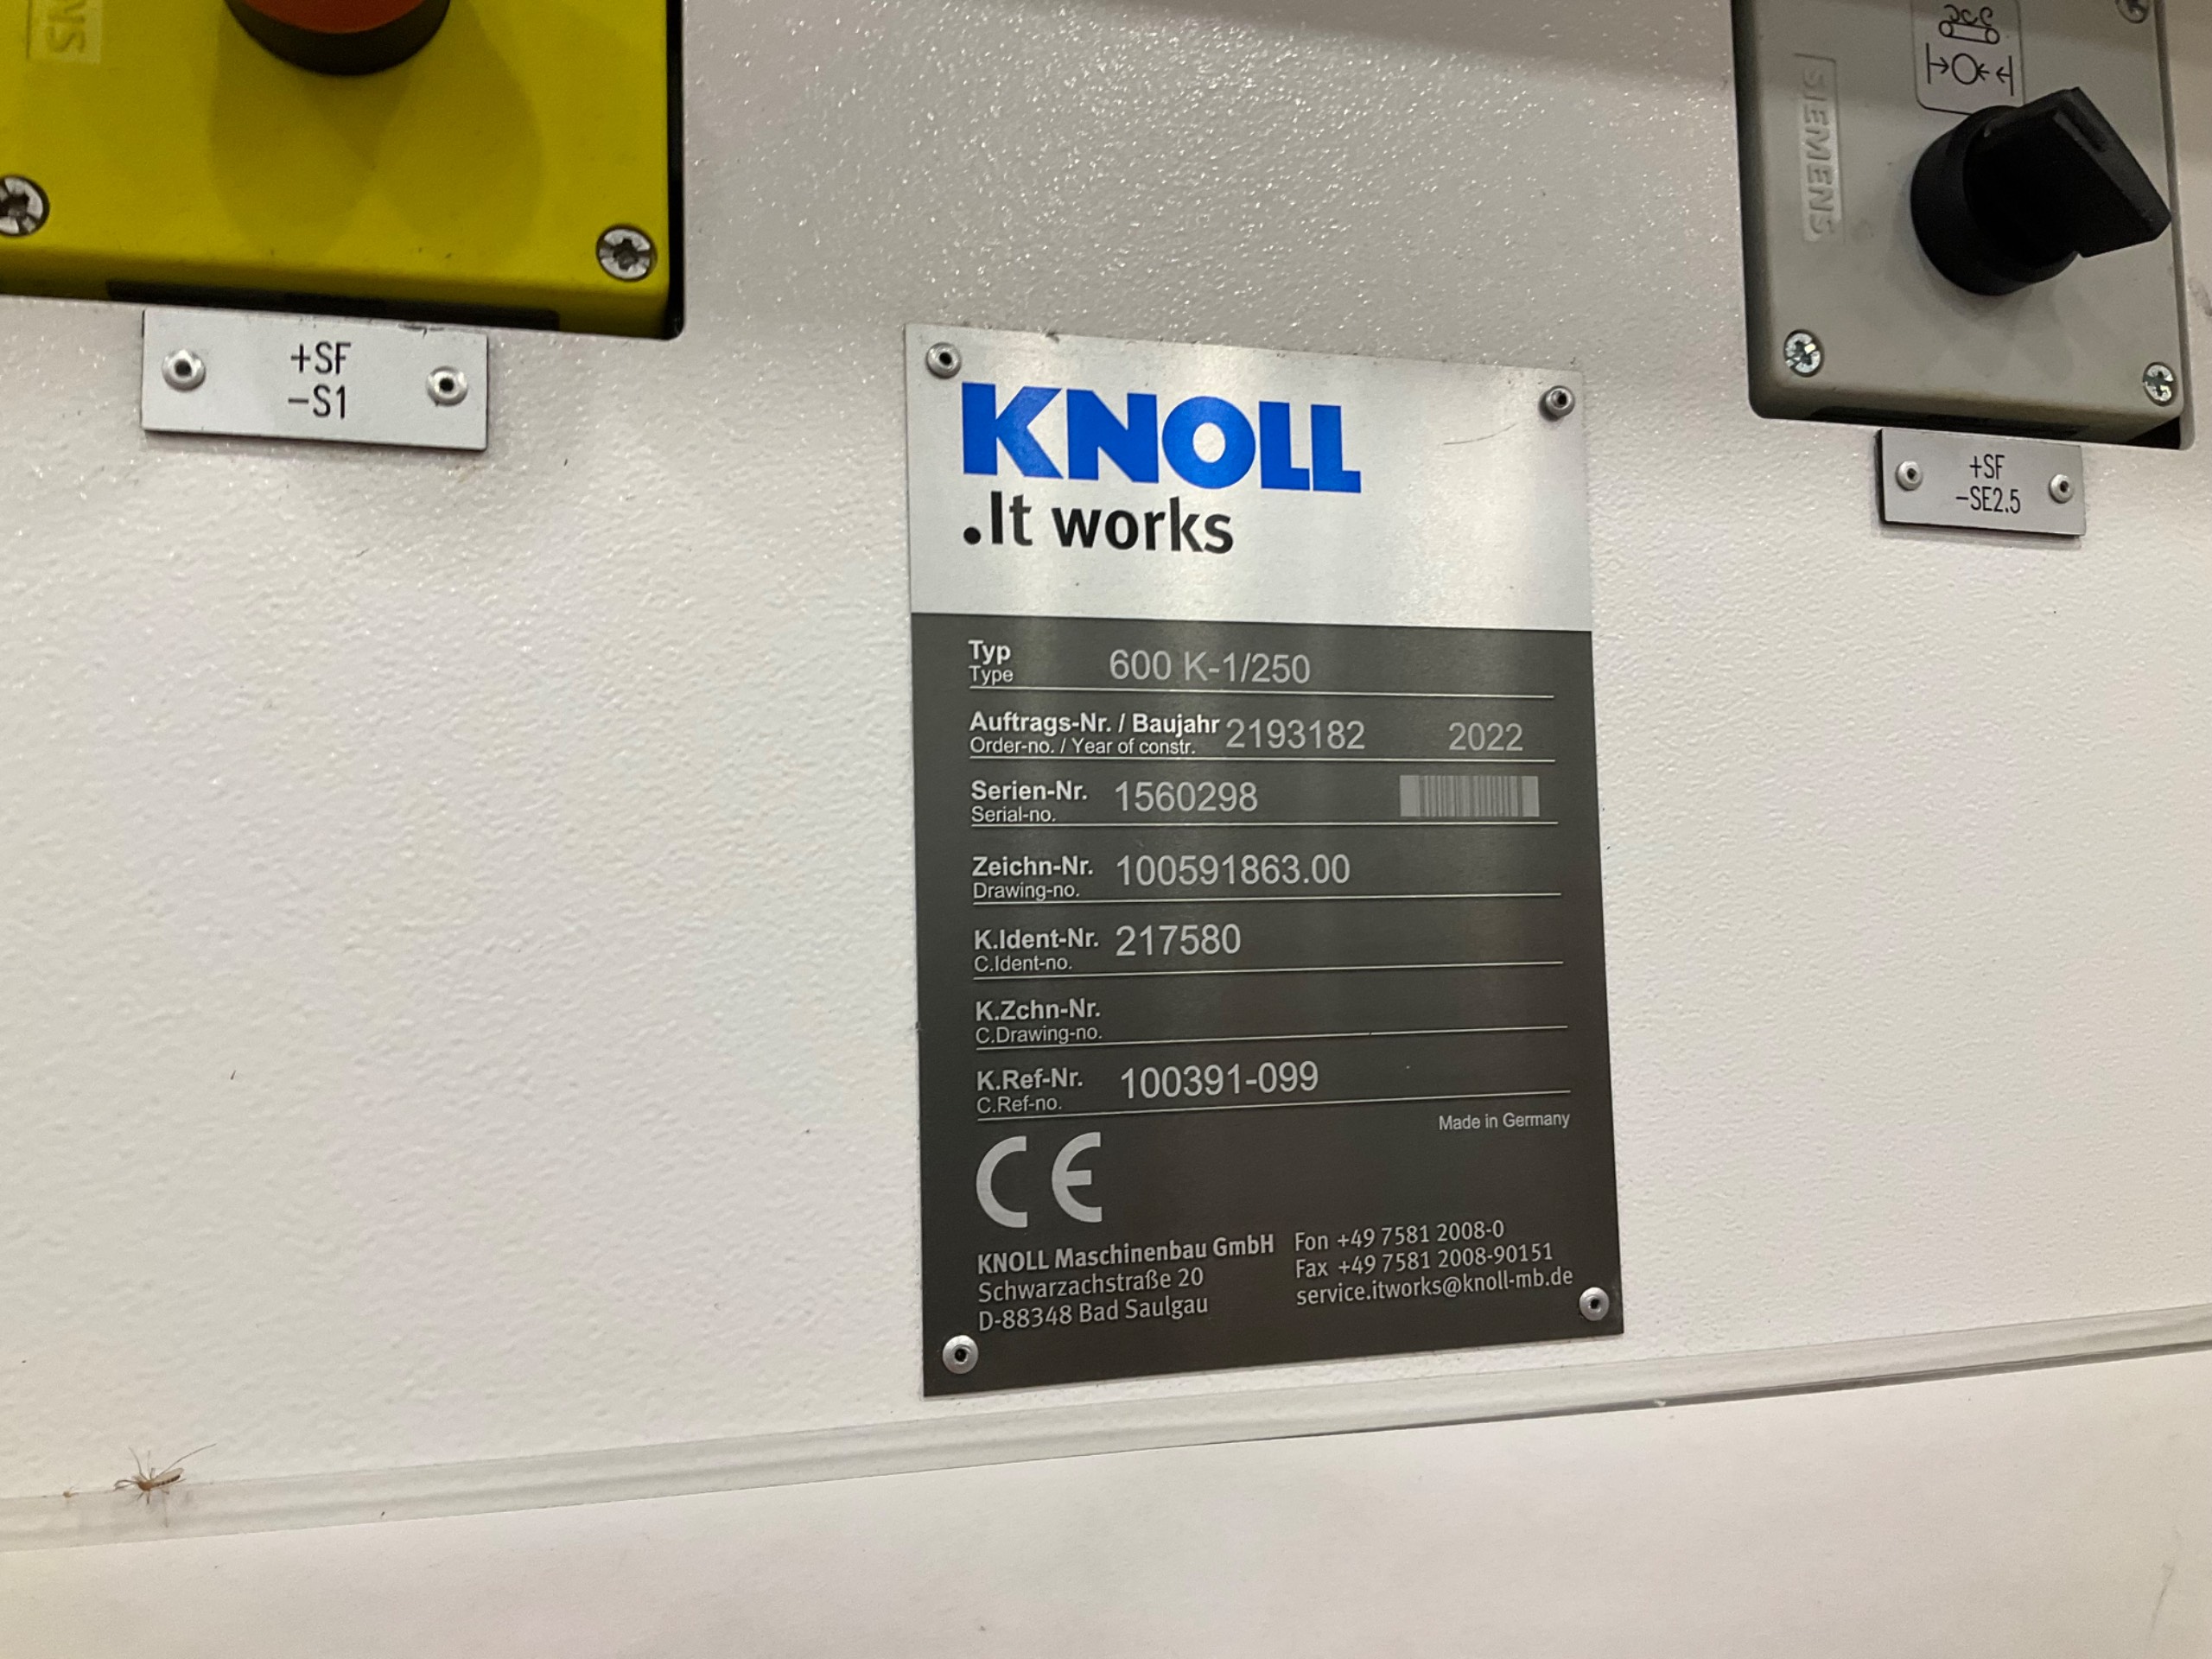 SIEMENS
+SF
-S1
+SF
-SE2.5
KNOLL
.It works
Typ 600 K-1/250
Type
Auftrags-Nr. / Baujahr 2193182 2022
Order-no. / Year of constr.
Serien-Nr. 1560298
Serial-no.
Zeichn-Nr. 100591863.00
Drawing-no.
K.Ident-Nr. 217580
C.Ident-no.
K.Zchn-Nr.
C.Drawing-no.
K.Ref-Nr. 100391-099
C.Ref-no.
Made in Germany
CE
KNOLL Maschinenbau GmbH
Schwarzachstraße 20
D-88348 Bad Saulgau
Fon +49 7581 2008-0
Fax +49 7581 2008-90151
service.itworks@knoll-mb.de